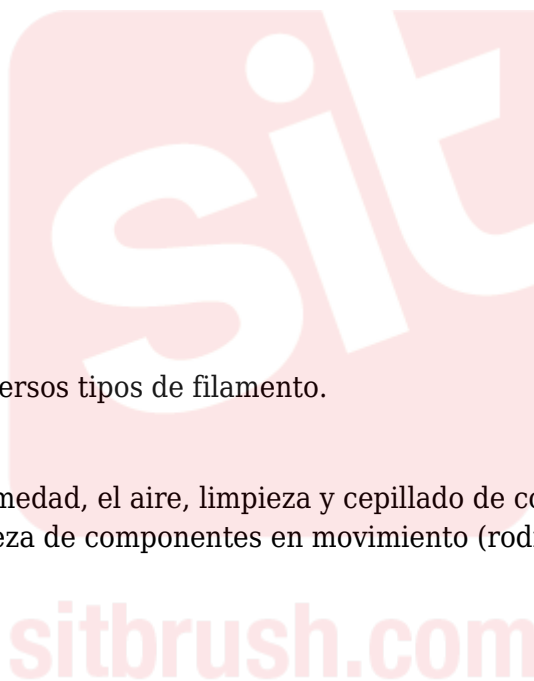 sit
ersos tipos de filamento.
medad, el aire, limpieza y cepillado de co
eza de componentes en movimiento (rod
sitbrush.com